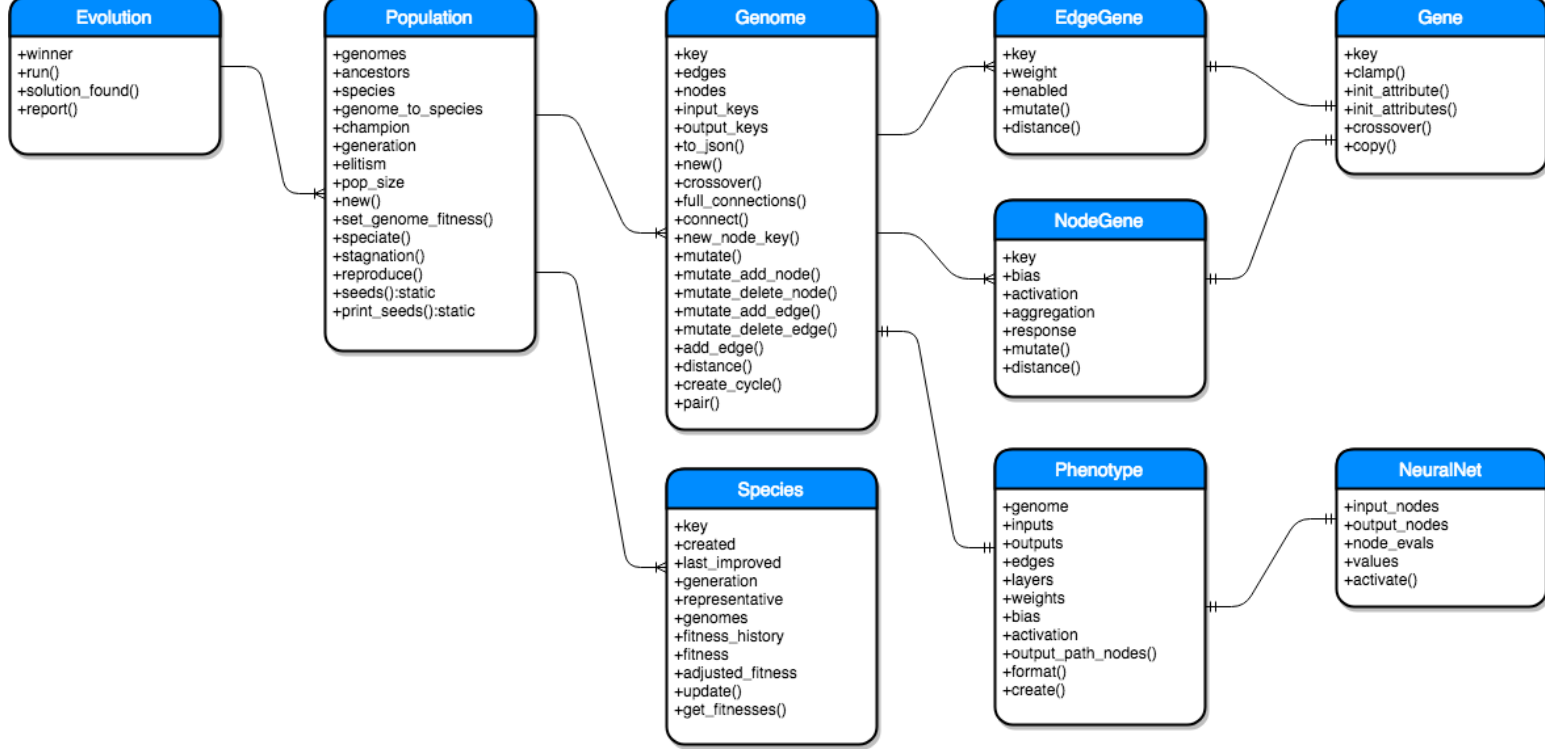 Evolution
+winner
+run()
+solution_found()
+report()
Population
+genomes
+ancestors
+species
+genome_to_species
+champion
+generation
+elitism
+pop_size
+new()
+set_genome_fitness()
+speciate()
+stagnation()
+reproduce()
+seeds():static
+print_seeds():static
Genome
+key
+edges
+nodes
+input_keys
+output_keys
+to_json()
+new()
+crossover()
+full_connections()
+connect()
+new_node_key()
+mutate()
+mutate_add_node()
+mutate_delete_node()
+mutate_add_edge()
+mutate_delete_edge()
+add_edge()
+distance()
+create_cycle()
+pair()
Species
+key
+created
+last_improved
+generation
+representative
+genomes
+fitness_history
+fitness
+adjusted_fitness
+update()
+get_fitnesses()
EdgeGene
+key
+weight
+enabled
+mutate()
+distance()
NodeGene
+key
+bias
+activation
+aggregation
+response
+mutate()
+distance()
Phenotype
+genome
+inputs
+outputs
+edges
+layers
+weights
+bias
+activation
+output_path_nodes()
+format()
+create()
Gene
+key
+clamp()
+init_attribute()
+init_attributes()
+crossover()
+copy()
NeuralNet
+input_nodes
+output_nodes
+node_evals
+values
+activate()